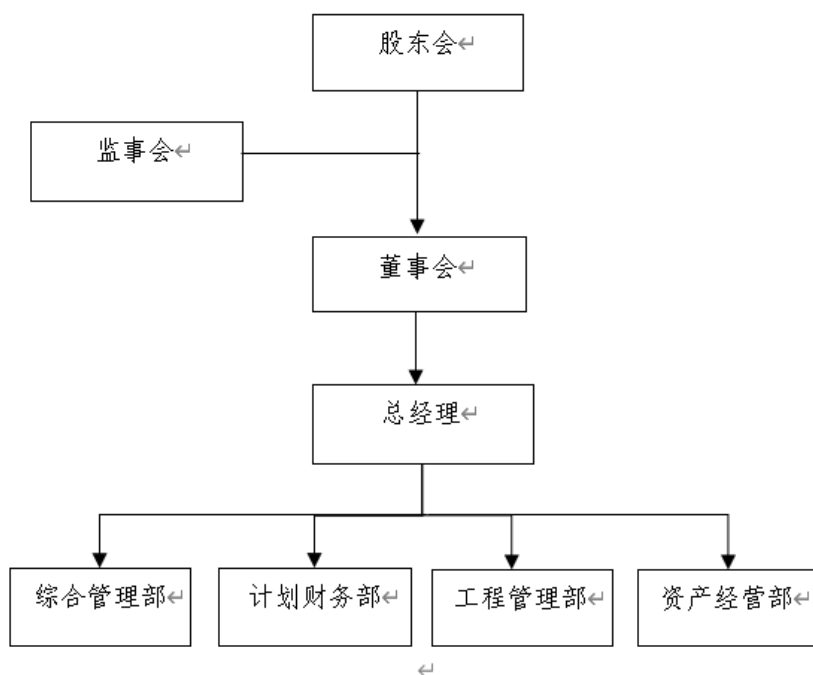 股东会
监事会
董事会
总经理
综合管理部
计划财务部
工程管理部
资产经营部